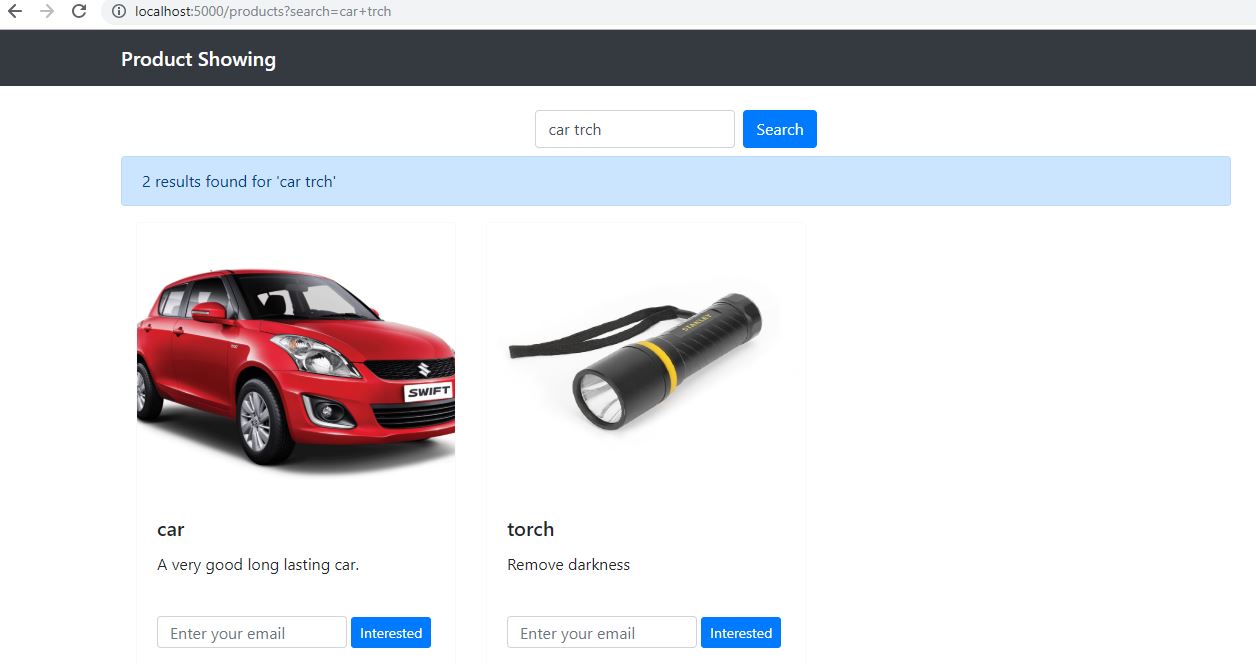 localhost:5000/products?search=car+trch
Product Showing
car trch
Search
2 results found for 'car trch'
SWIFT
STANLEY
car
A very good long lasting car.
Enter your email
Interested
torch
Remove darkness
Enter your email
Interested